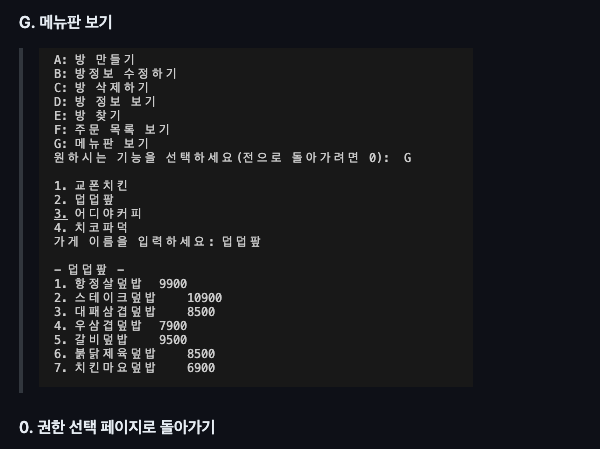 G. 메뉴판 보기
A: 방 만들기
B: 방정보 수정하기
C: 방 삭제하기
D: 방 정보 보기
E: 방 찾기
F: 주문 목록 보기
G: 메뉴판 보기
원하시는 기능을 선택하세요(전으로 돌아가려면 0): G
1. 교폰치킨
2. 덥덥팦
3. 어디야커피
4. 치코파덕
가게 이름을 입력하세요: 덥덥팦
- 덥덥팦 -
1. 항정살덮밥 9900
2. 스테이크덮밥 10900
3. 대패삼겹덮밥 8500
4. 우삼겹덮밥 7900
5. 갈비덮밥 9500
6. 붉닭제육덮밥 8500
7. 치킨마요덮밥 6900
0. 권한 선택 페이지로 돌아가기